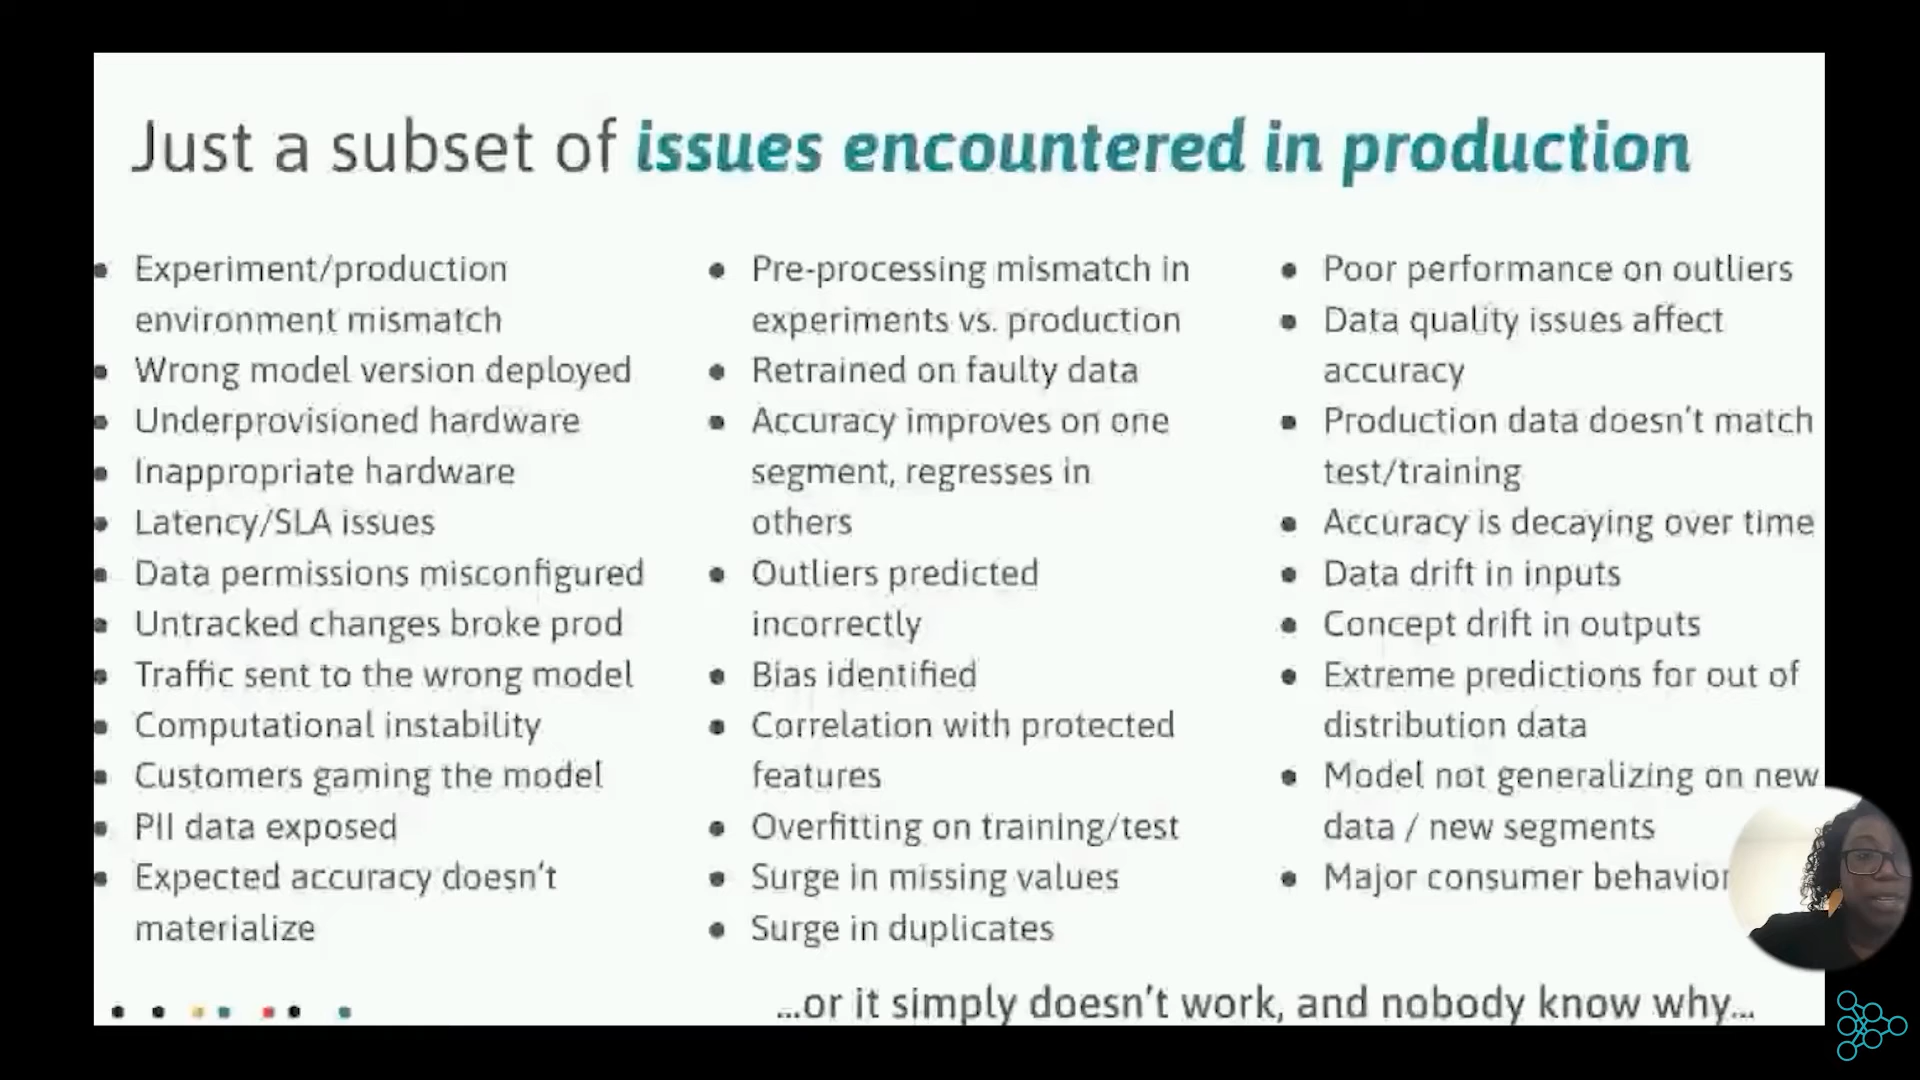 Just a subset of issues encountered in production
Experiment/production
environment mismatch
Wrong model version deployed
Underprovisioned hardware
Inappropriate hardware
Latency/SLA issues
Data permissions misconfigured
Untracked changes broke prod
Traffic sent to the wrong model
Computational instability
Customers gaming the model
PII data exposed
Expected accuracy doesn't
materialize
Pre-processing mismatch in
experiments vs. production
Retrained on faulty data
Accuracy improves on one
segment, regresses in
others
Outliers predicted
incorrectly
Bias identified
Correlation with protected
features
Overfitting on training/test
Surge in missing values
Surge in duplicates
Poor performance on outliers
Data quality issues affect
accuracy
Production data doesn't match
test/training
Accuracy is decaying over time
Data drift in inputs
Concept drift in outputs
Extreme predictions for out of
distribution data
Model not generalizing on new
data / new segments
Major consumer behavior
...or it simply doesn't work, and nobody know why...